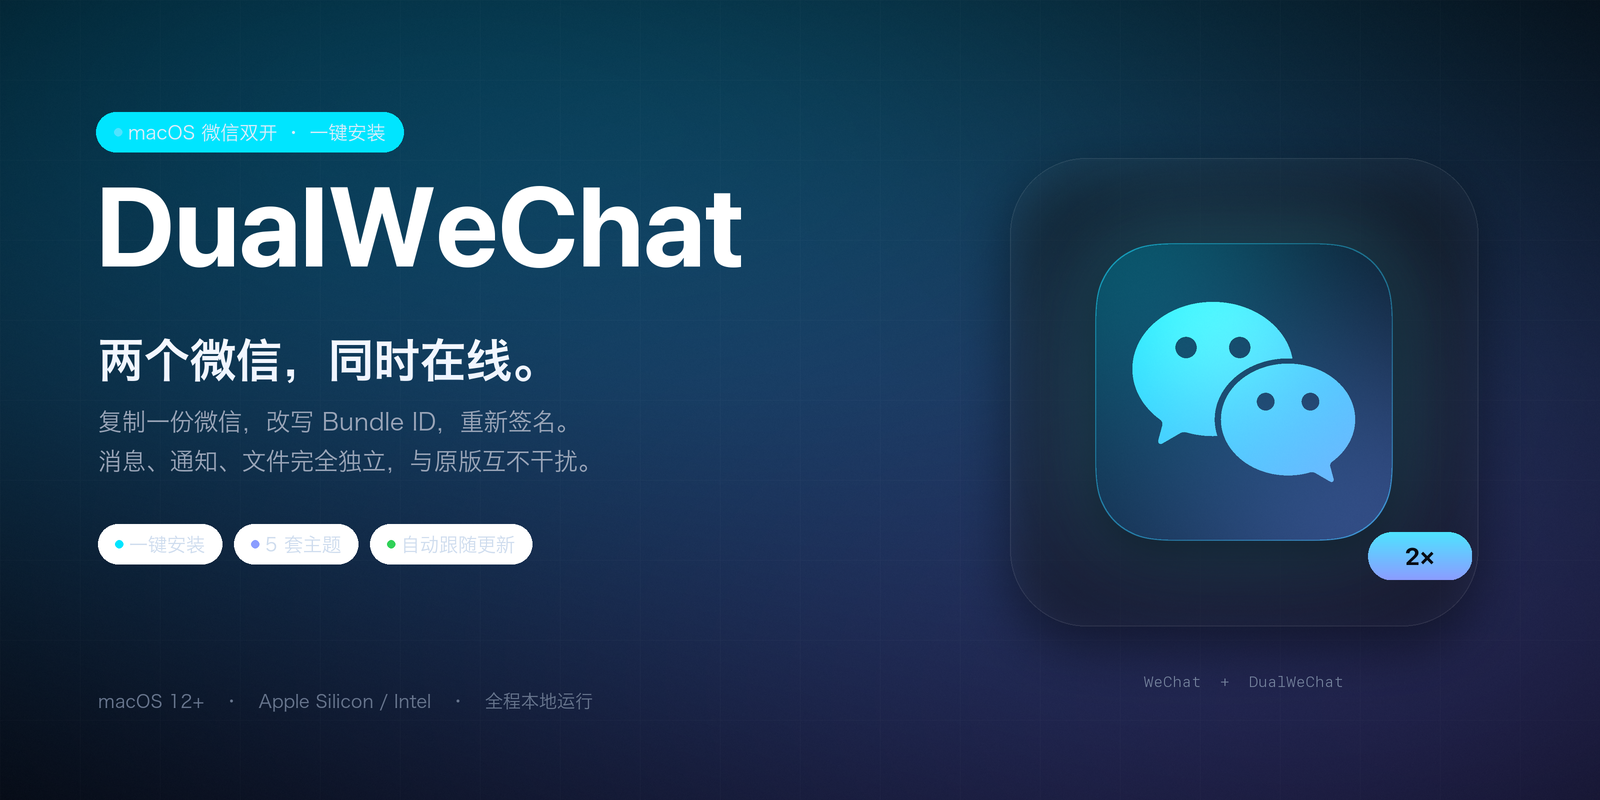 macOS 微信双开 · 一键安装
DualWeChat
两个微信，同时在线。
复制一份微信，改写 Bundle ID，重新签名。
消息、通知、文件完全独立，与原版互不干扰。
一键安装
5 套主题
自动跟随更新
2×
WeChat + DualWeChat
macOS 12+ · Apple Silicon / Intel · 全程本地运行